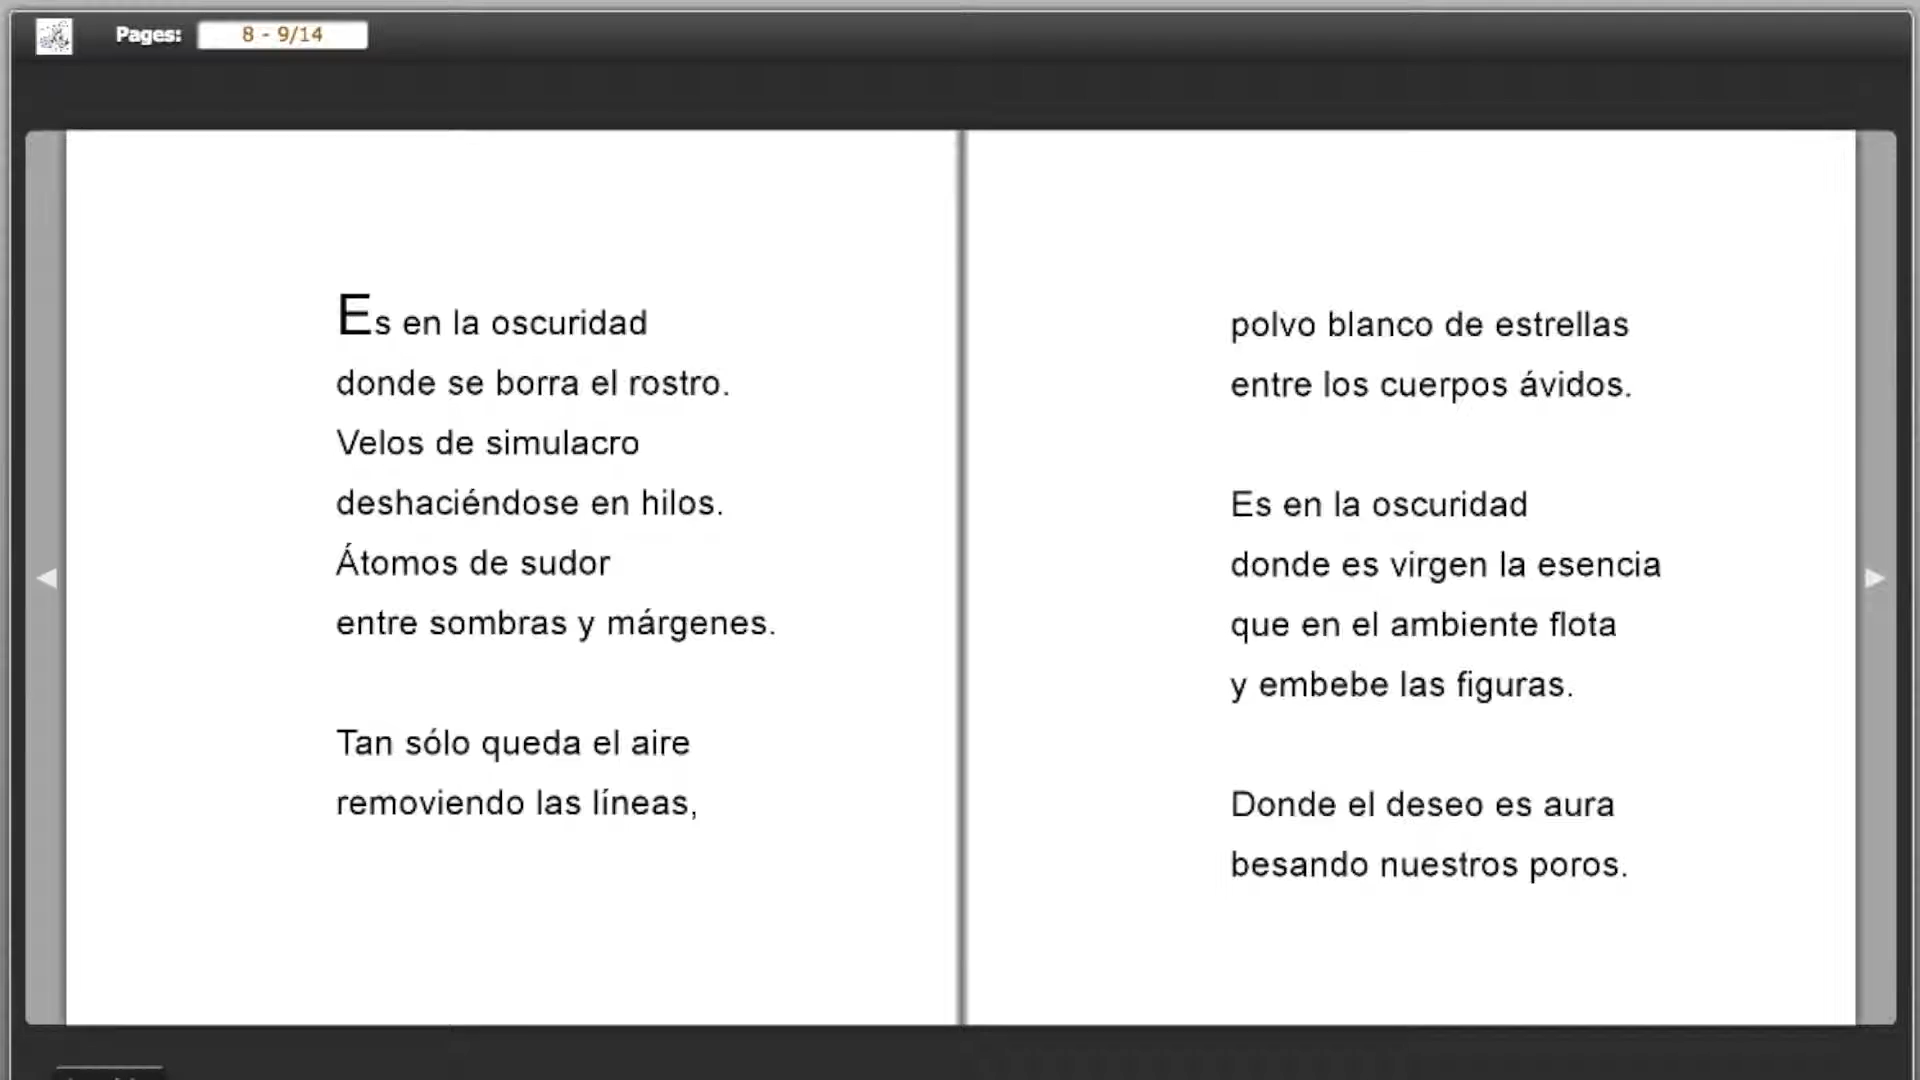 Pages: 8 - 9/14
Es en la oscuridad
donde se borra el rostro.
Velos de simulacro
deshaciéndose en hilos.
Átomos de sudor
entre sombras y márgenes.
Tan sólo queda el aire
removiendo las líneas,
polvo blanco de estrellas
entre los cuerpos ávidos.
Es en la oscuridad
donde es virgen la esencia
que en el ambiente flota
y embebe las figuras.
Donde el deseo es aura
besando nuestros poros.